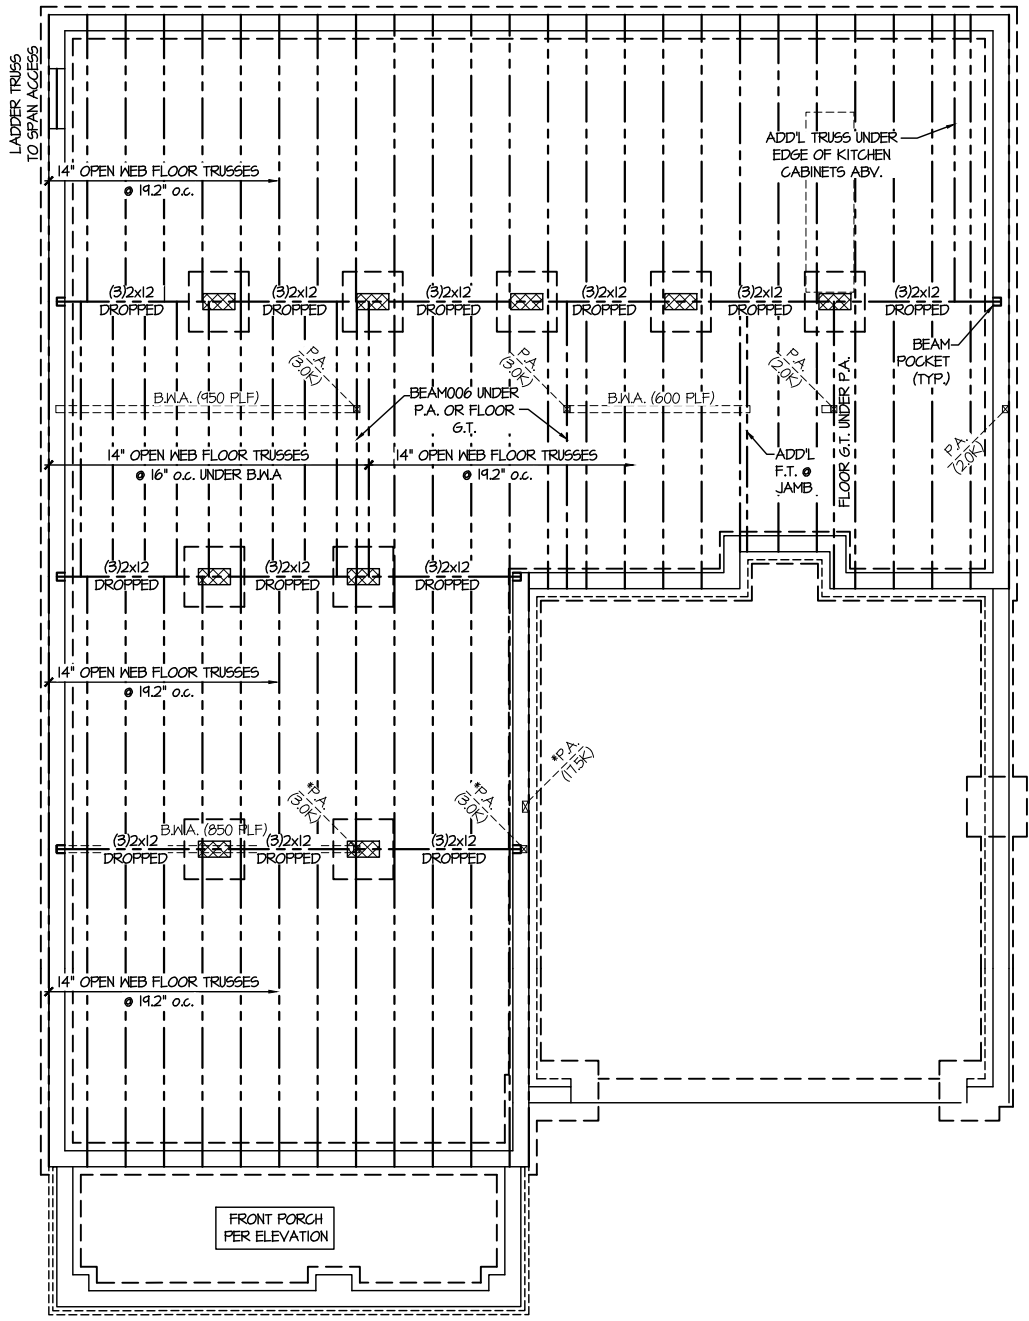 LADDER TRUSS
TO SPAN ACCESS
14" OPEN WEB FLOOR TRUSSES
@ 19.2" o.c.
ADD'L TRUSS UNDER
EDGE OF KITCHEN
CABINETS ABV.
(3)2x12
DROPPED
(3)2x12
DROPPED
(3)2x12
DROPPED
(3)2x12
DROPPED
(3)2x12
DROPPED
(3)2x12
DROPPED
BEAM
POCKET
(TYP.)
P.A.
(3.0K)
P.A.
(3.0K)
P.A.
(2.0K)
B.W.A. (950 PLF)
BEAM006 UNDER
P.A. OR FLOOR
G.T.
B.W.A. (600 PLF)
FLOOR G.T. UNDER P.A.
P.A.
(2.0K)
14" OPEN WEB FLOOR TRUSSES
@ 16" o.c. UNDER B.W.A
14" OPEN WEB FLOOR TRUSSES
@ 19.2" o.c.
ADD'L
F.T. @
JAMB
(3)2x12
DROPPED
(3)2x12
DROPPED
(3)2x12
DROPPED
14" OPEN WEB FLOOR TRUSSES
@ 19.2" o.c.
*P.A.
(17.5K)
*P.A.
(3.0K)
*P.A.
(3.0K)
B.W.A. (850 PLF)
(3)2x12
DROPPED
(3)2x12
DROPPED
(3)2x12
DROPPED
14" OPEN WEB FLOOR TRUSSES
@ 19.2" o.c.
FRONT PORCH
PER ELEVATION